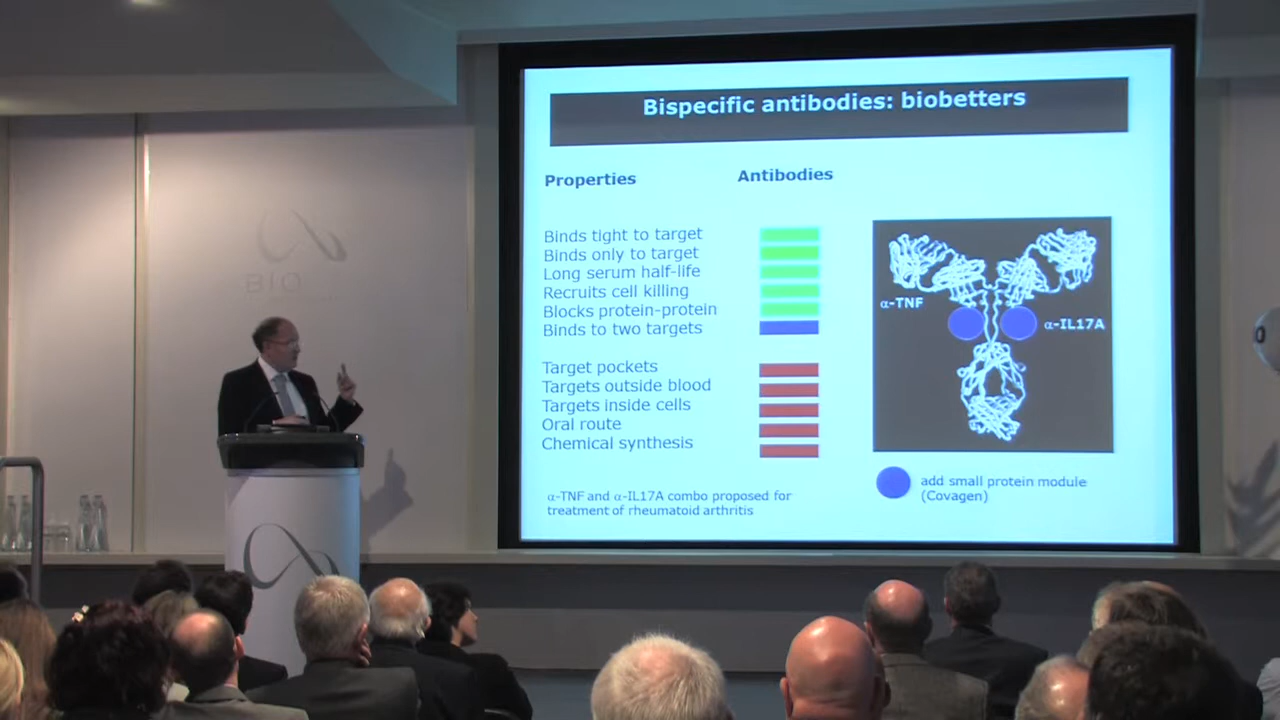 Bispecific antibodies: biobetters
Properties
Antibodies
Binds tight to target
Binds only to target
Long serum half-life
Recruits cell killing
Blocks protein-protein
Binds to two targets
Target pockets
Targets outside blood
Targets inside cells
Oral route
Chemical synthesis
α-TNF
α-IL17A
add small protein module
(Covagen)
α-TNF and α-IL17A combo proposed for
treatment of rheumatoid arthritis
BIO